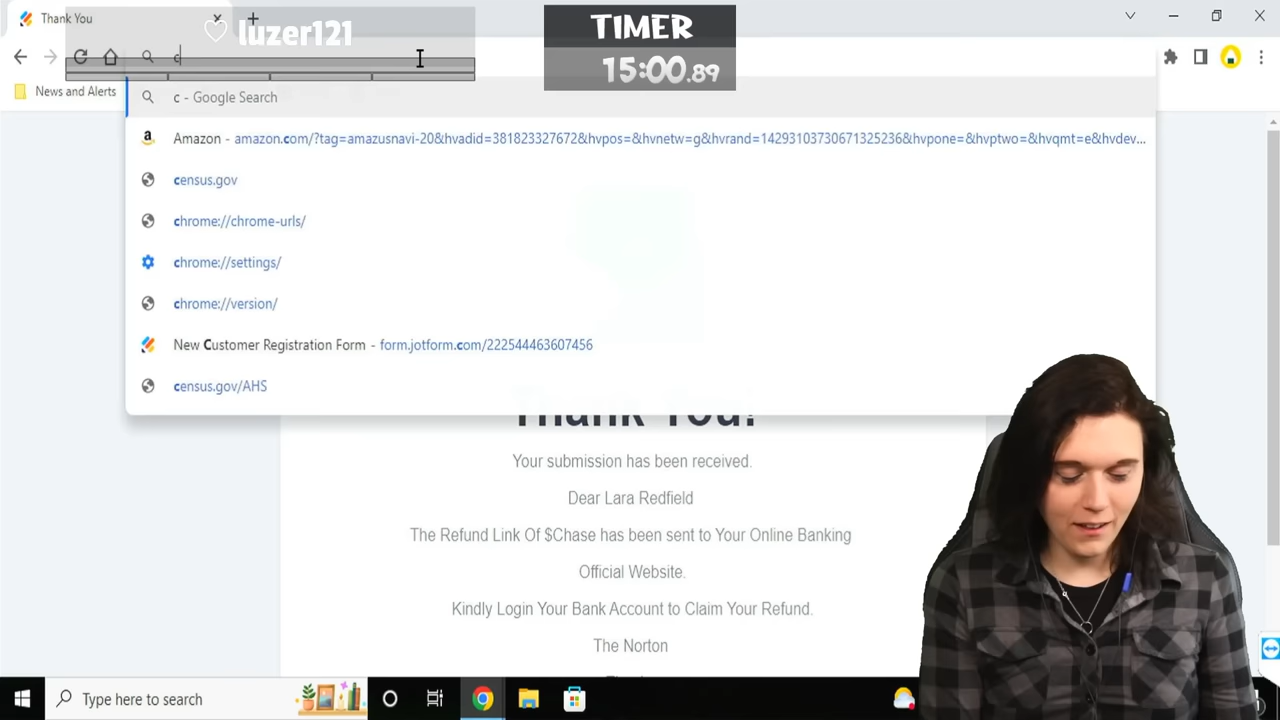 Thank You
luzer121
TIMER
15:00.89
c
News and Alerts
c - Google Search
Amazon - amazon.com/?tag=amazusnavi-20&hvadid=381823327672&hvpos=&hvnetw=g&hvrand=14293103730671325236&hvpone=&hvptwo=&hvqmt=e&hvdev...
census.gov
chrome://chrome-urls/
chrome://settings/
chrome://version/
New Customer Registration Form - form.jotform.com/222544463607456
census.gov/AHS
Thank You!
Your submission has been received.
Dear Lara Redfield
The Refund Link Of $Chase has been sent to Your Online Banking
Official Website.
Kindly Login Your Bank Account to Claim Your Refund.
The Norton
Type here to search